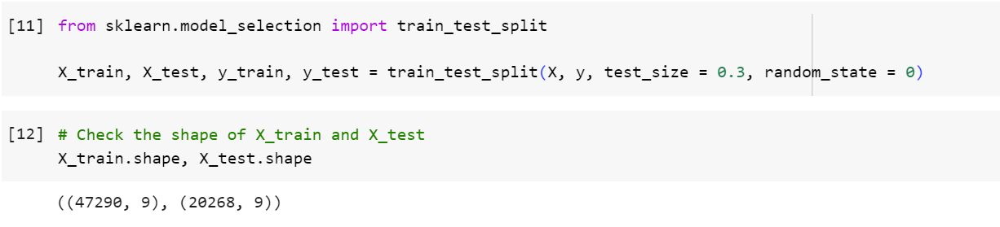 [11] from sklearn.model_selection import train_test_split
X_train, X_test, y_train, y_test = train_test_split(X, y, test_size = 0.3, random_state = 0)
[12] # Check the shape of X_train and X_test
X_train.shape, X_test.shape
((47290, 9), (20268, 9))